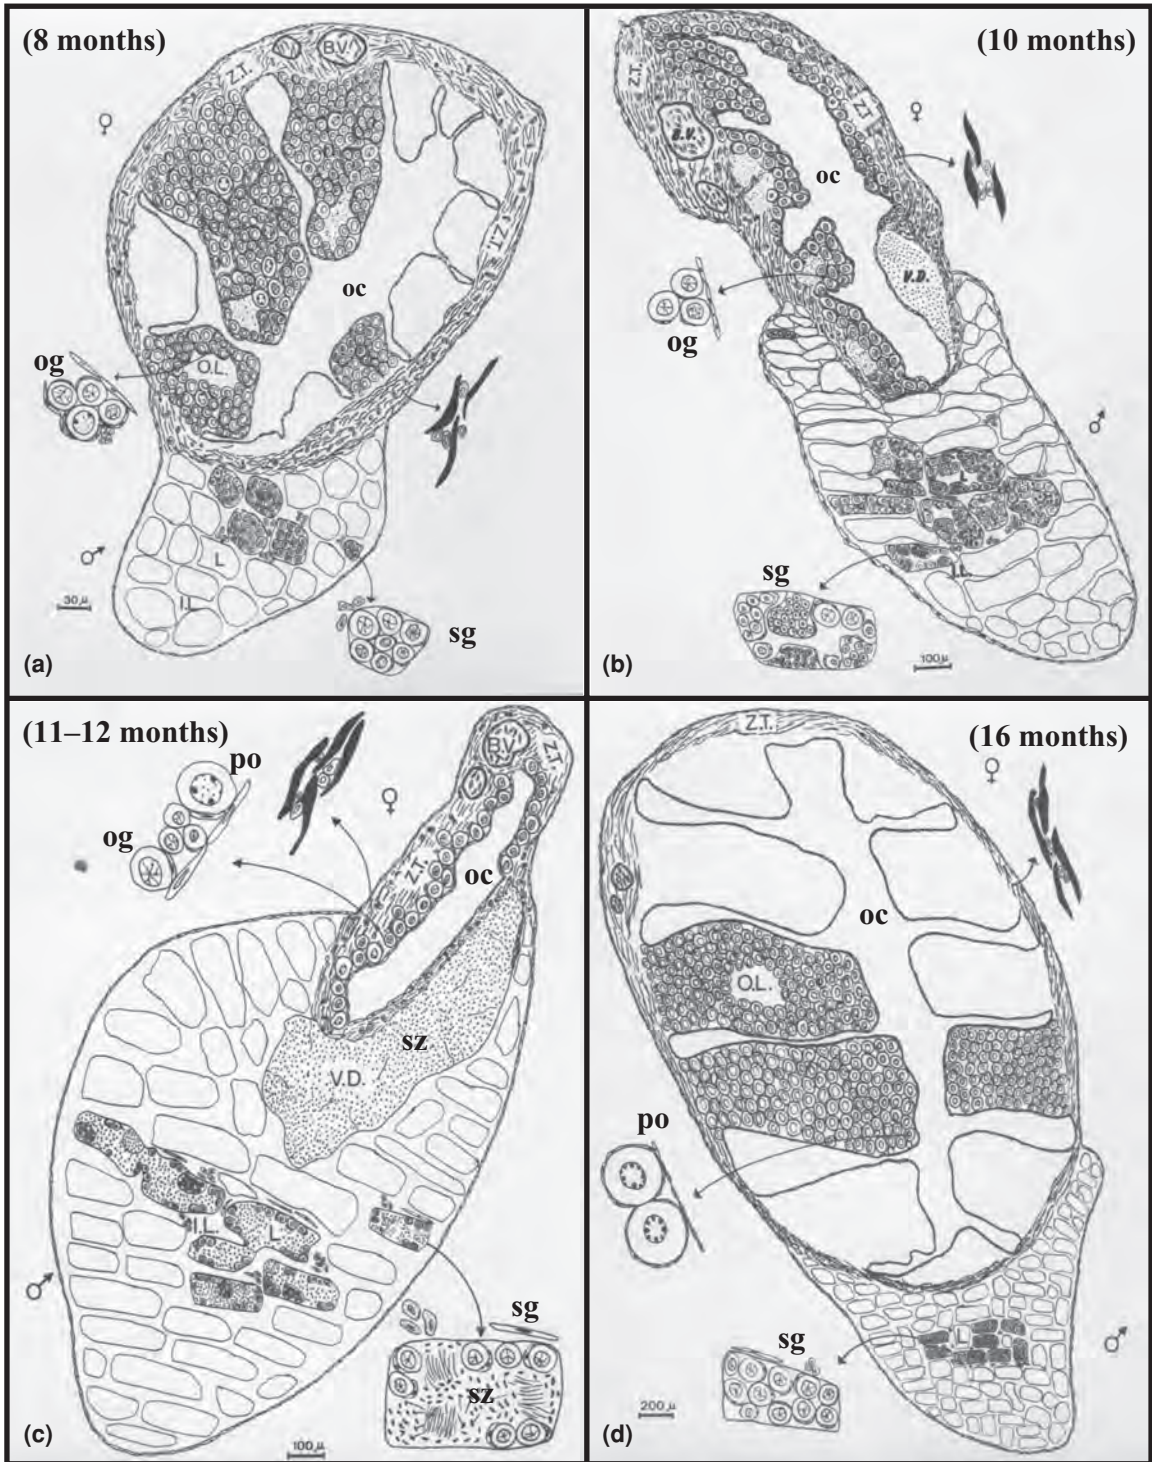 (8 months)
B.V.
Z.T.
♀
Z.T.
oc
og
O.L.
♂
L
I.L.
30 μ
sg
(a)
(10 months)
Z.T.
Z.T.
♀
B.V.
oc
V.D.
og
♂
L
I.L.
sg
100 μ
(b)
(11–12 months)
po
B.V.
Z.T.
♀
og
Z.T.
oc
sz
V.D.
I.L.
L
♂
sg
sz
100 μ
(c)
Z.T.
(16 months)
♀
oc
O.L.
po
L
♂
sg
200 μ
(d)